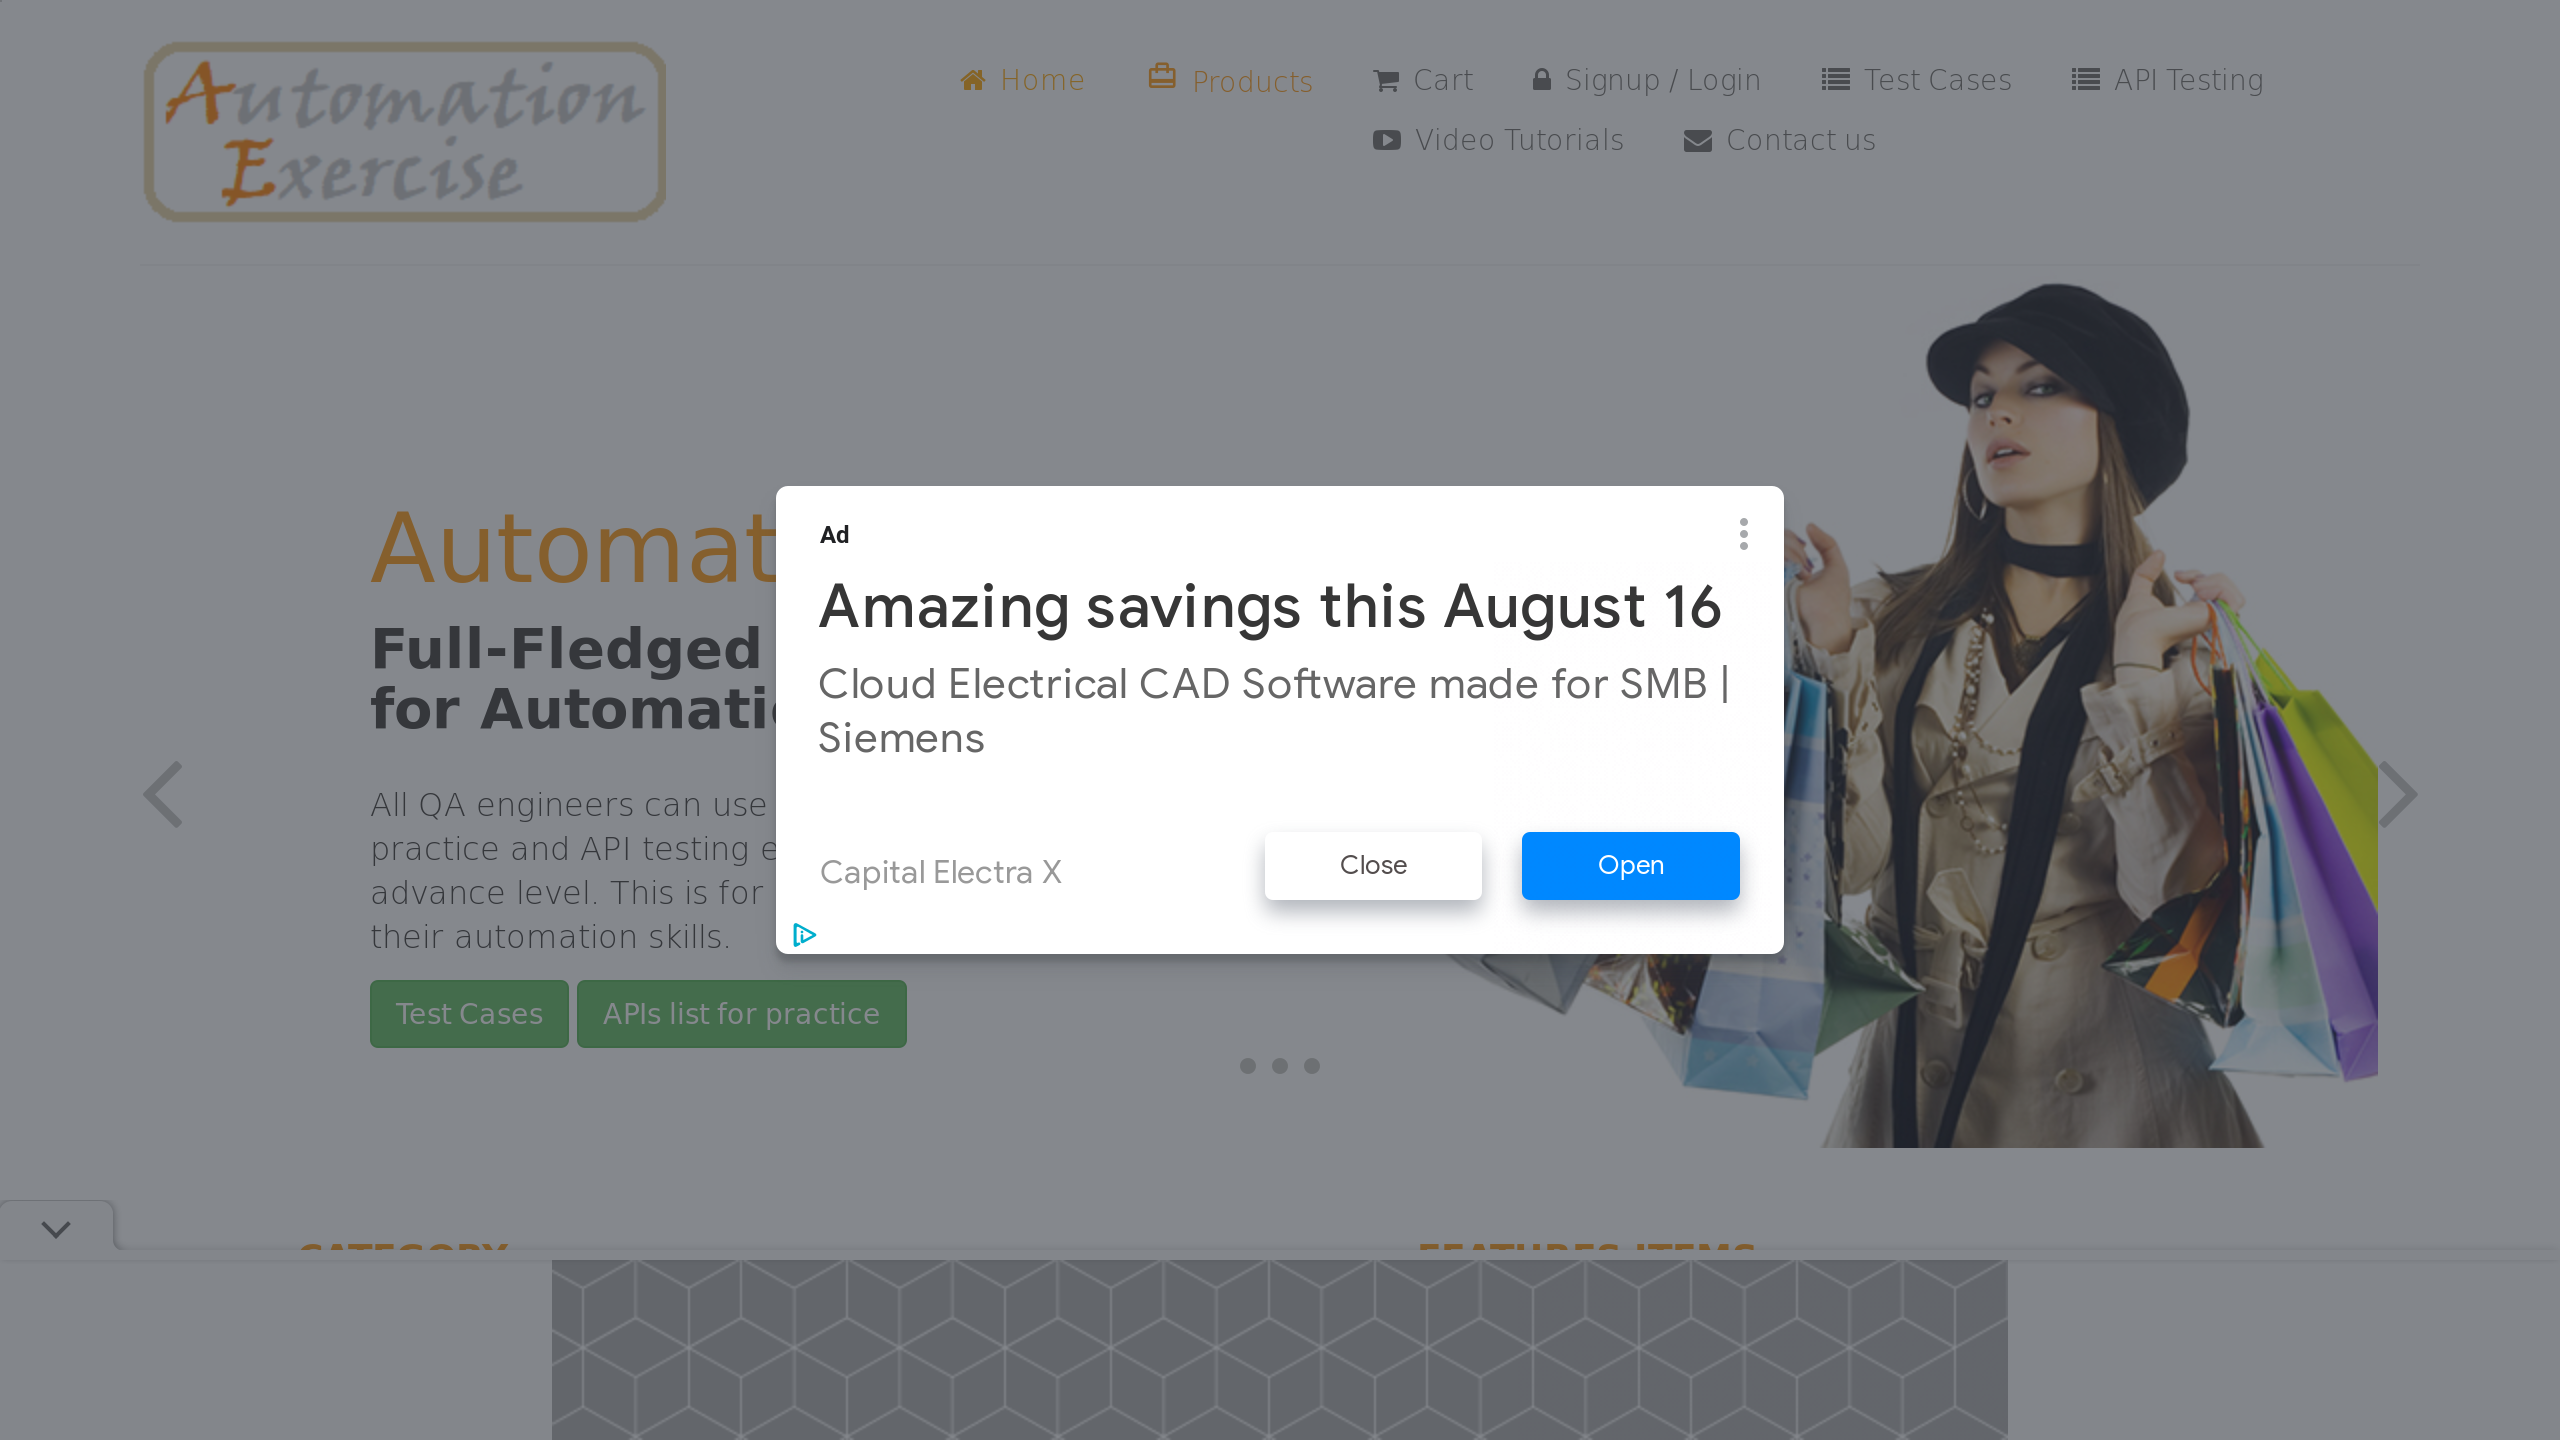 Automation
Exercise
Home
Products
Cart
Signup / Login
Test Cases
API Testing
Video Tutorials
Contact us
Automat
Full-Fledged
for Automati
All QA engineers can use
practice and API testing e
advance level. This is for
their automation skills.
Test Cases
APIs list for practice
Ad
Amazing savings this August 16
Cloud Electrical CAD Software made for SMB |
Siemens
Capital Electra X
Close
Open
CATEGORY
FEATURES ITEMS